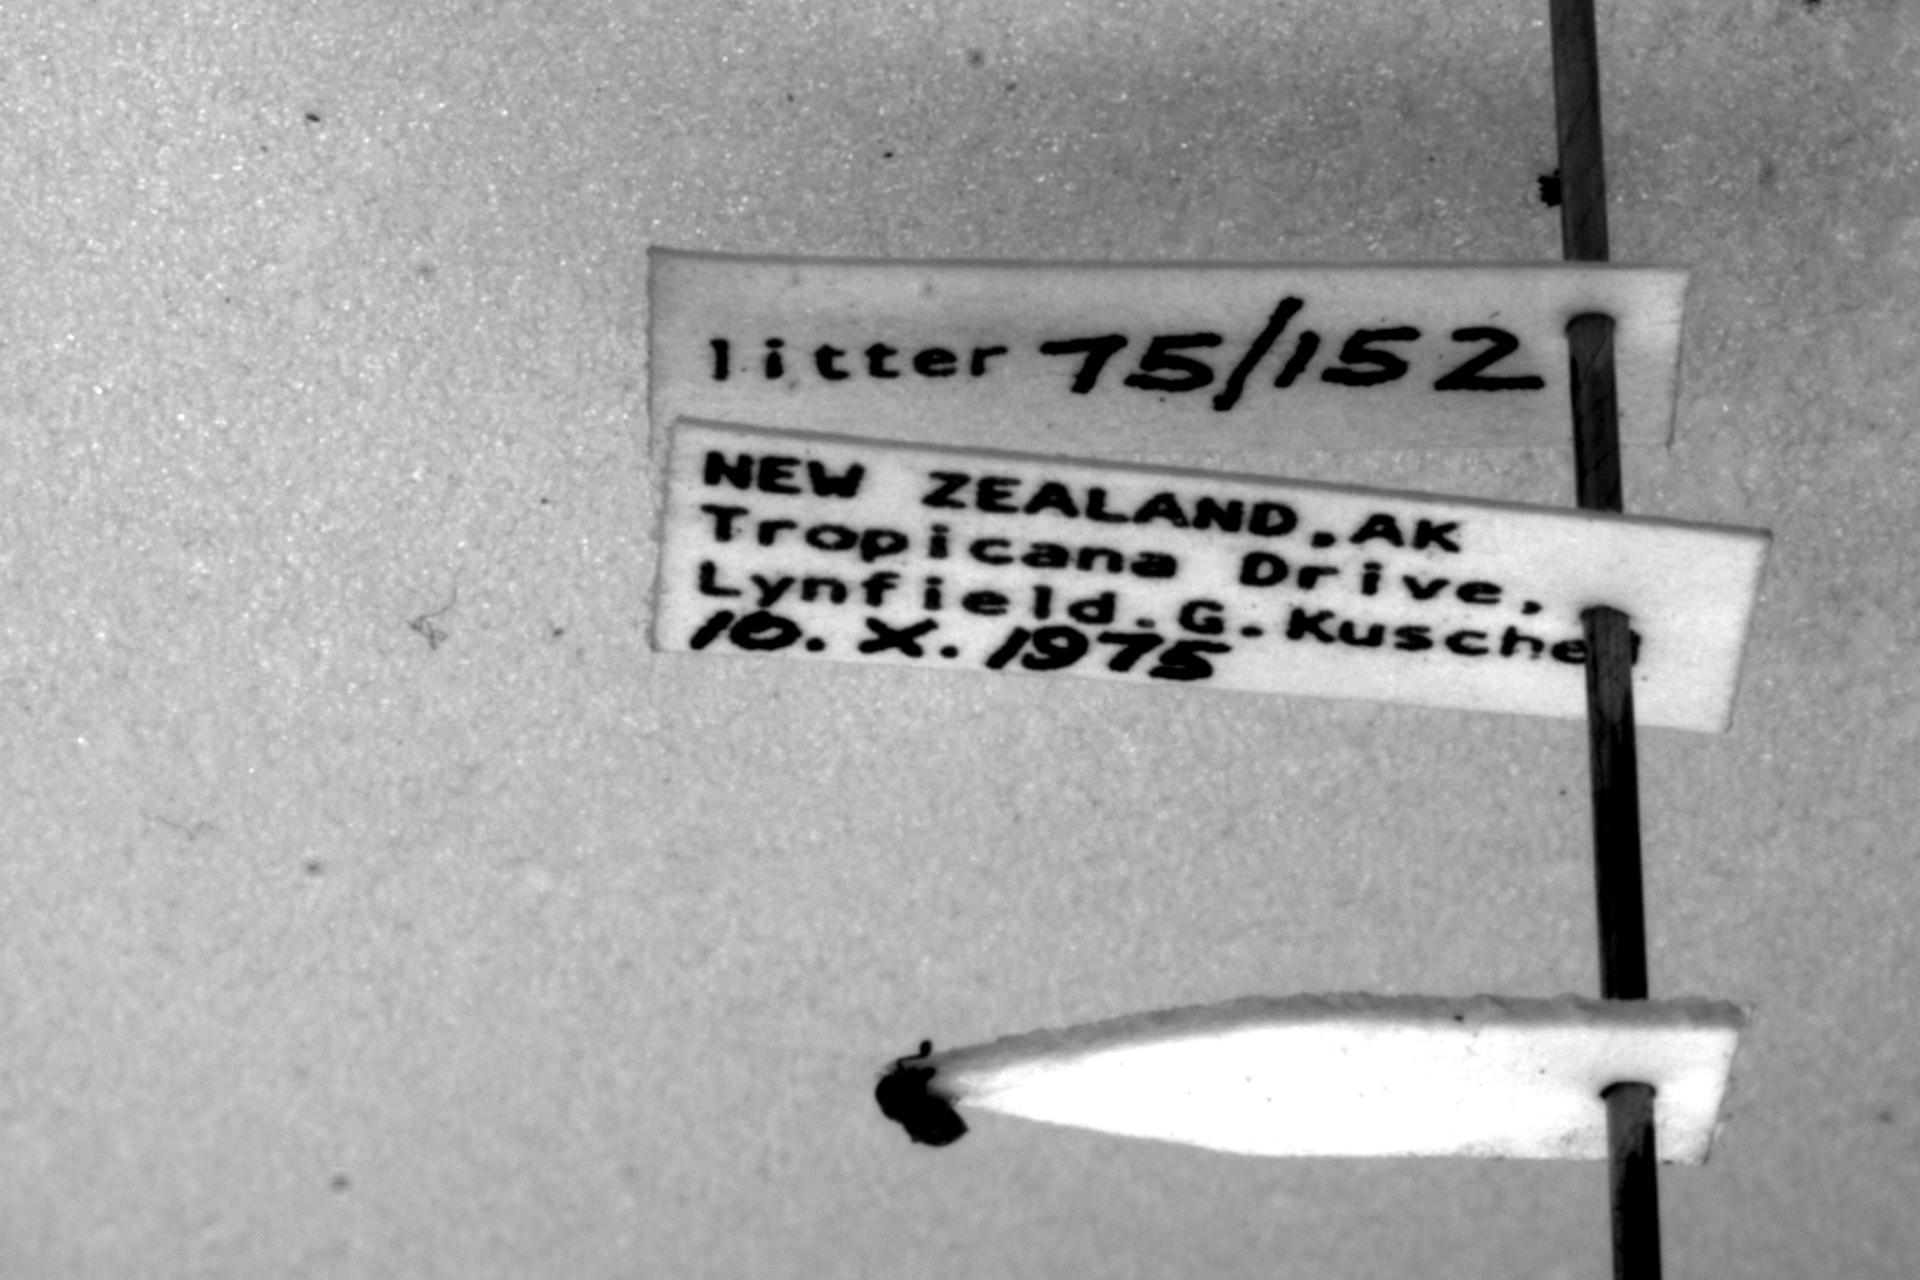 litter 75/152
NEW ZEALAND, AK
Tropicana Drive,
Lynfield. G. Kuschel
10. X. 1975